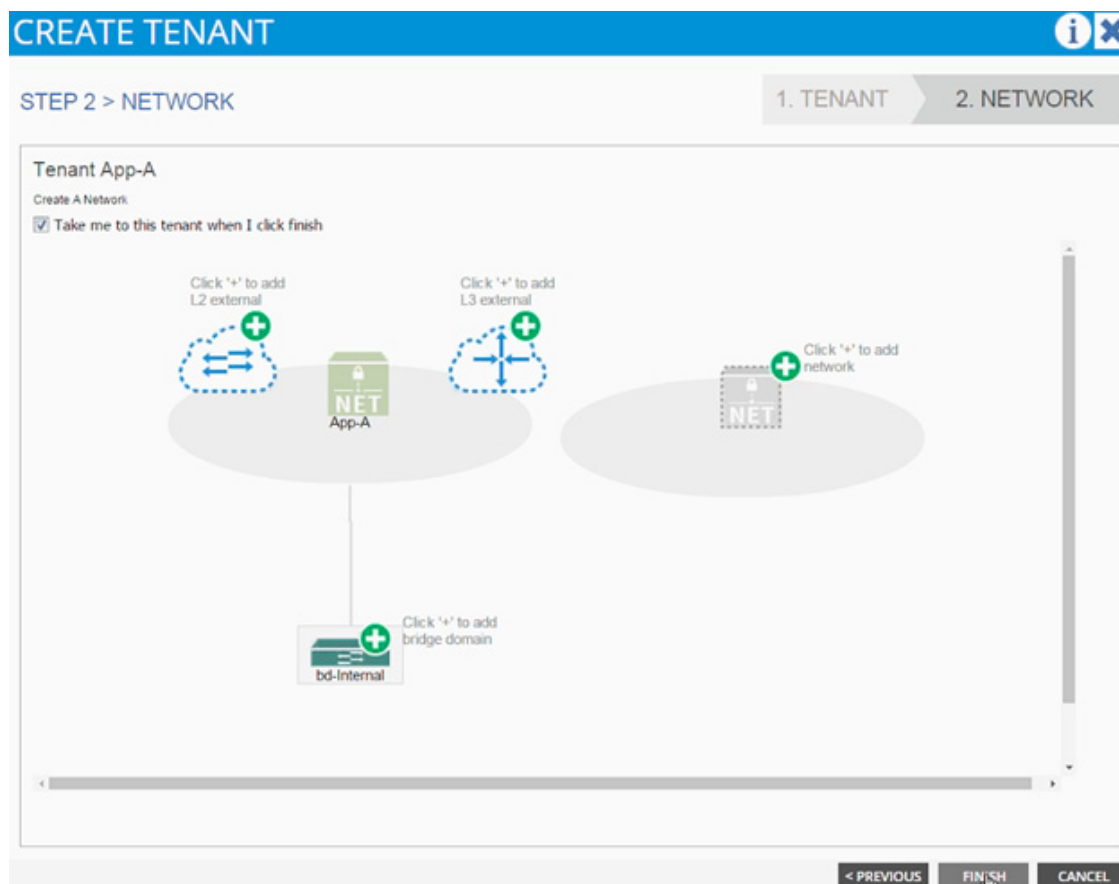 CREATE TENANT
i
STEP 2 > NETWORK
1. TENANT
2. NETWORK
Tenant App-A
Create A Network
Take me to this tenant when I click finish
Click '+' to add
L2 external
Click '+' to add
L3 external
NET
App-A
Click '+' to add
network
NET
Click '+' to add
bridge domain
bd-Internal
< PREVIOUS
FINISH
CANCEL